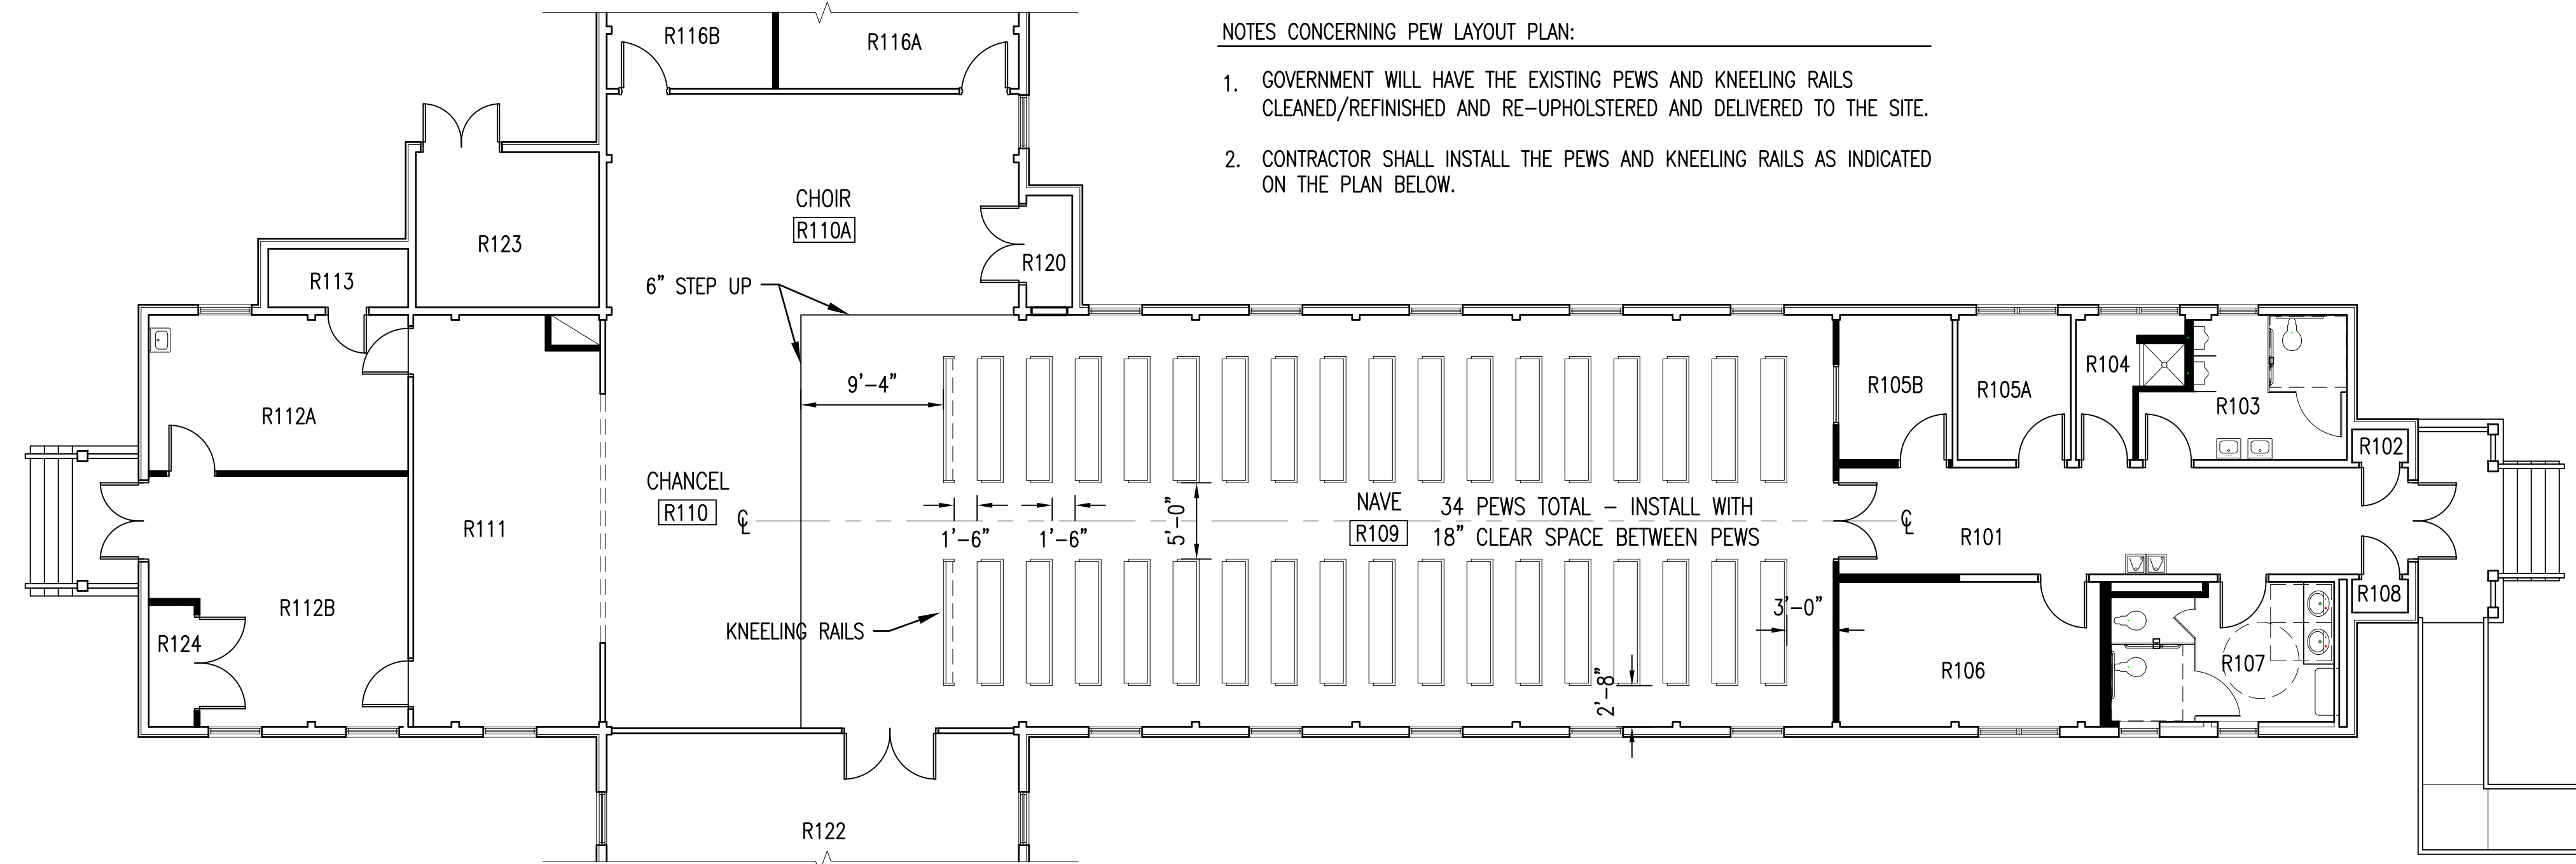 NOTES CONCERNING PEW LAYOUT PLAN:
1. GOVERNMENT WILL HAVE THE EXISTING PEWS AND KNEELING RAILS
CLEANED/REFINISHED AND RE-UPHOLSTERED AND DELIVERED TO THE SITE.
2. CONTRACTOR SHALL INSTALL THE PEWS AND KNEELING RAILS AS INDICATED
ON THE PLAN BELOW.
R116B
R116A
CHOIR
R110A
R123
R113
R120
6" STEP UP
R112A
9'-4"
R105B
R105A
R104
R103
R102
CHANCEL
R110
℄
R111
1'-6"
1'-6"
5'-0"
NAVE
R109
34 PEWS TOTAL - INSTALL WITH
18" CLEAR SPACE BETWEEN PEWS
℄
R101
R112B
R124
KNEELING RAILS
3'-0"
2'-8"
R106
R107
R108
R122